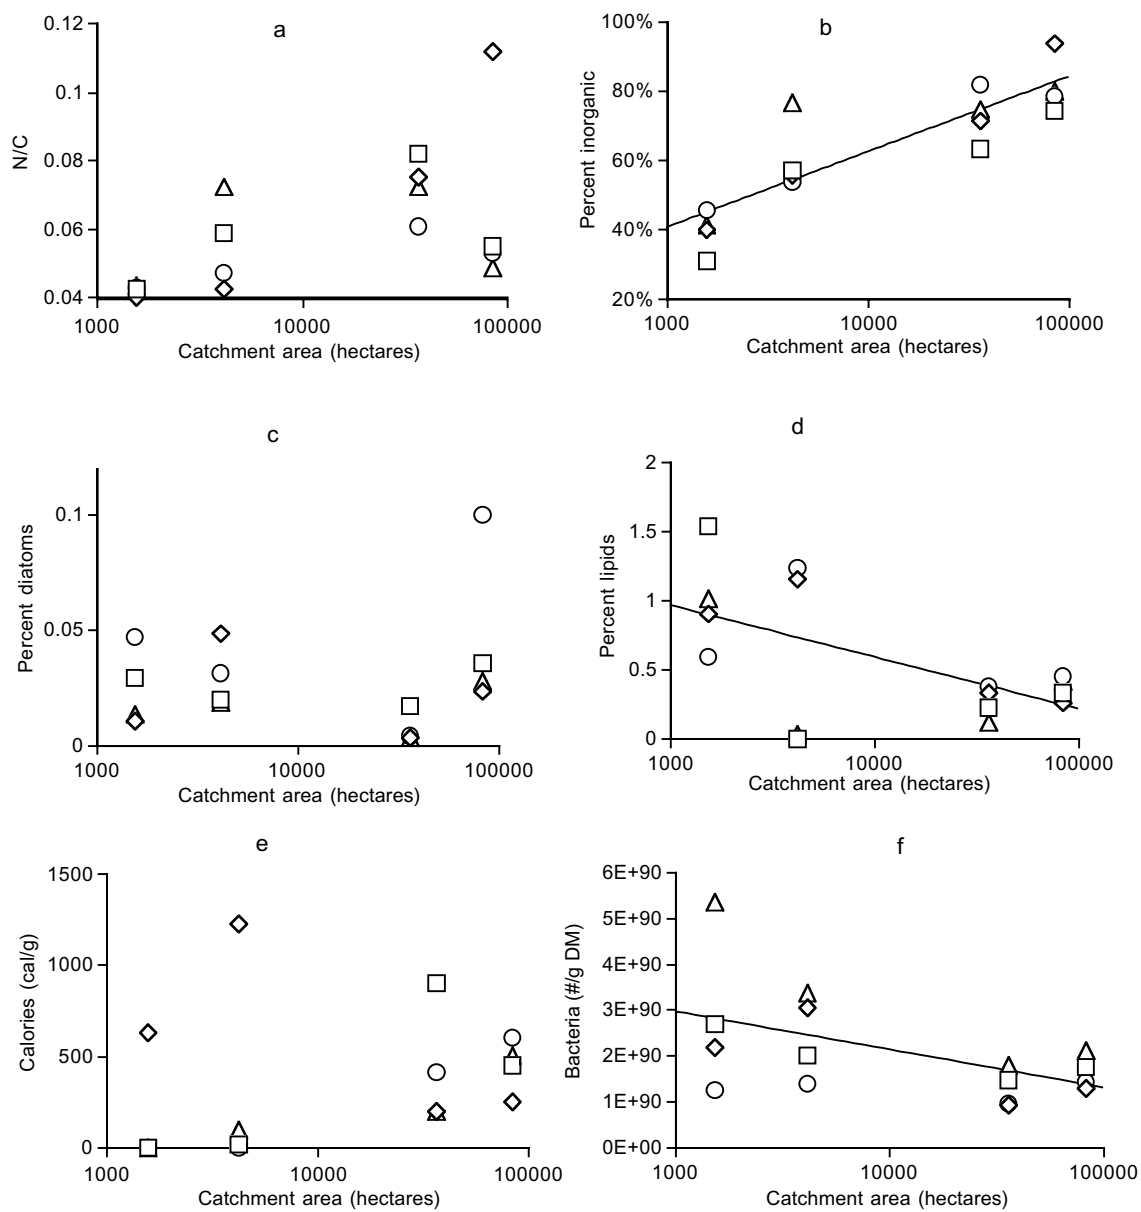 a
0.12
0.1
0.08
0.06
0.04
N/C
1000 10000 100000
Catchment area (hectares)
b
100%
80%
60%
40%
20%
Percent inorganic
1000 10000 100000
Catchment area (hectares)
c
0.1
0.05
0
Percent diatoms
1000 10000 100000
Catchment area (hectares)
d
2
1.5
1
0.5
0
Percent lipids
1000 10000 100000
Catchment area (hectares)
e
1500
1000
500
0
Calories (cal/g)
1000 10000 100000
Catchment area (hectares)
f
6E+90
5E+90
4E+90
3E+90
2E+90
1E+90
0E+00
Bacteria (#/g DM)
1000 10000 100000
Catchment area (hectares)